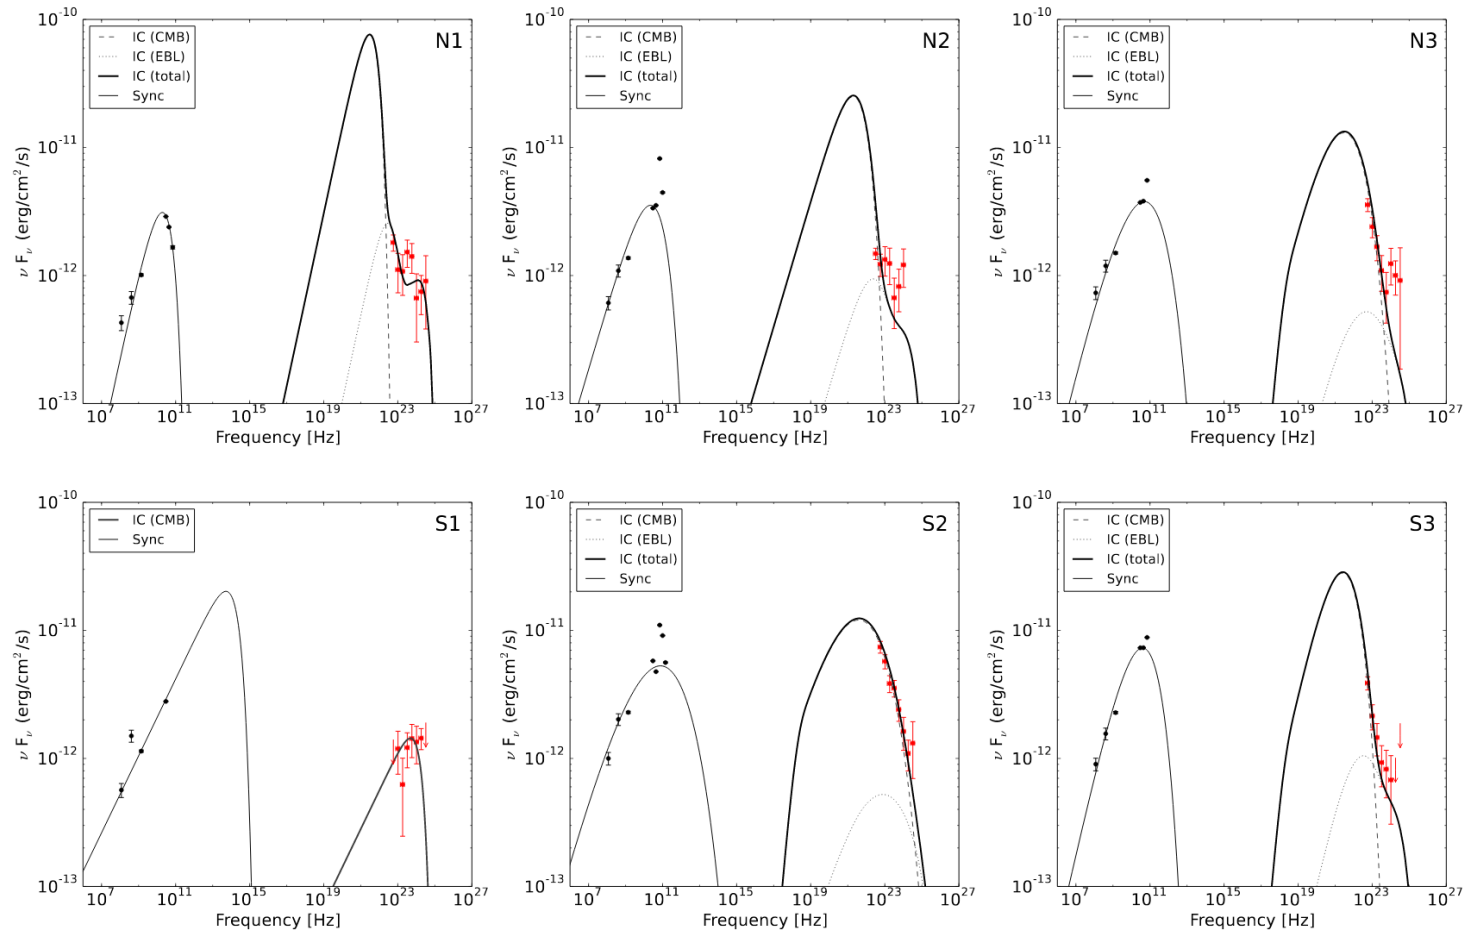 10^-10
10^-11
10^-12
10^-13
ν F_ν (erg/cm^2/s)
IC (CMB)
IC (EBL)
IC (total)
Sync
N1
10^7 10^11 10^15 10^19 10^23 10^27
Frequency [Hz]
10^-10
10^-11
10^-12
10^-13
ν F_ν (erg/cm^2/s)
IC (CMB)
IC (EBL)
IC (total)
Sync
N2
10^7 10^11 10^15 10^19 10^23 10^27
Frequency [Hz]
10^-10
10^-11
10^-12
10^-13
ν F_ν (erg/cm^2/s)
IC (CMB)
IC (EBL)
IC (total)
Sync
N3
10^7 10^11 10^15 10^19 10^23 10^27
Frequency [Hz]
10^-10
10^-11
10^-12
10^-13
ν F_ν (erg/cm^2/s)
IC (CMB)
Sync
S1
10^7 10^11 10^15 10^19 10^23 10^27
Frequency [Hz]
10^-10
10^-11
10^-12
10^-13
ν F_ν (erg/cm^2/s)
IC (CMB)
IC (EBL)
IC (total)
Sync
S2
10^7 10^11 10^15 10^19 10^23 10^27
Frequency [Hz]
10^-10
10^-11
10^-12
10^-13
ν F_ν (erg/cm^2/s)
IC (CMB)
IC (EBL)
IC (total)
Sync
S3
10^7 10^11 10^15 10^19 10^23 10^27
Frequency [Hz]